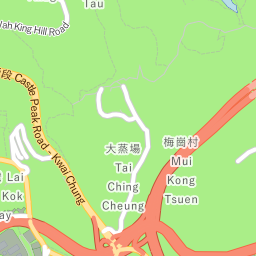 Tau
Wah King Hill Road
段 Castle Peak Road - Kwai Chung
大蒸場
Tai
Ching
Cheung
梅崗村
Mui
Kong
Tsuen
Lai
Kok